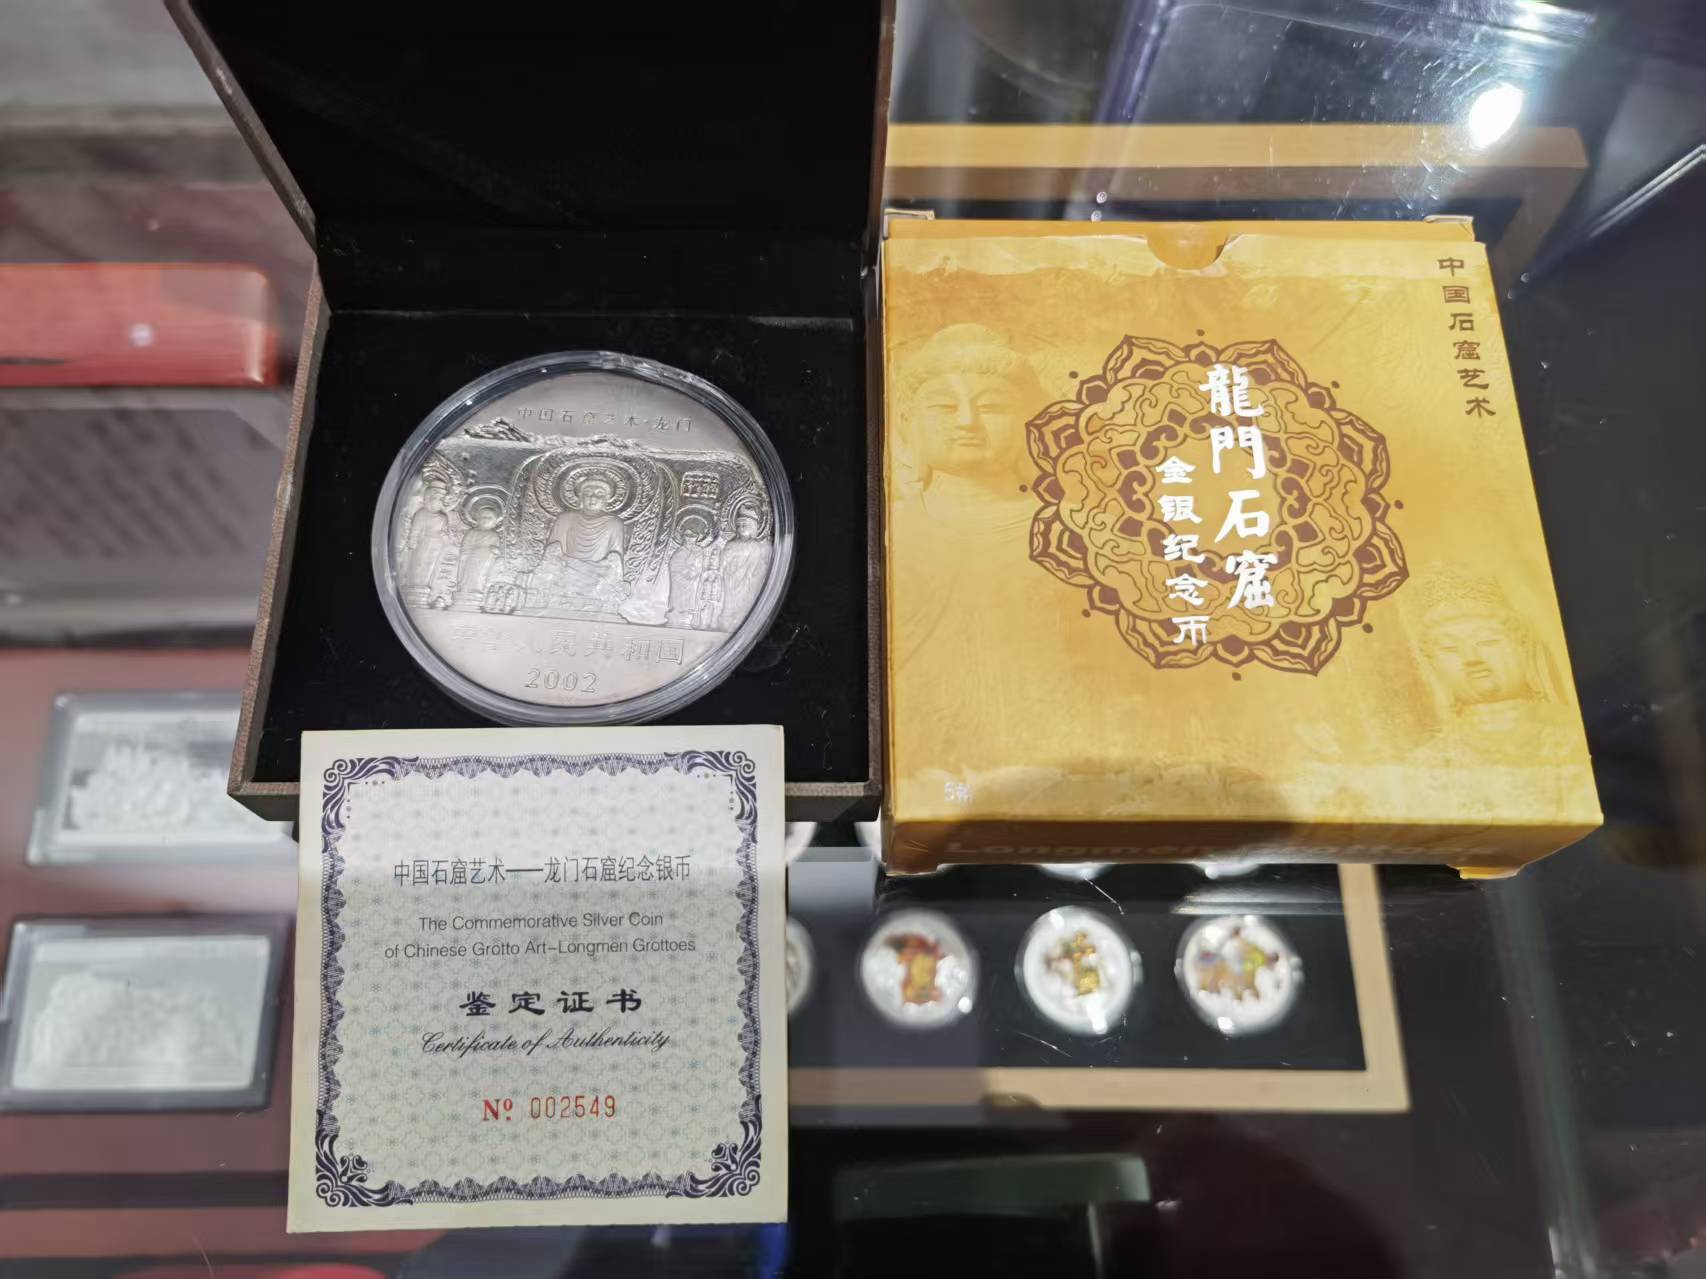 中国石窟艺术·龙门
中华人民共和国
2002
中国石窟艺术
龍門石窟
金银纪念币
中国石窟艺术——龙门石窟纪念银币
The Commemorative Silver Coin
of Chinese Grotto Art-Longmen Grottoes
鉴定证书
Certificate of Authenticity
Nº 002549